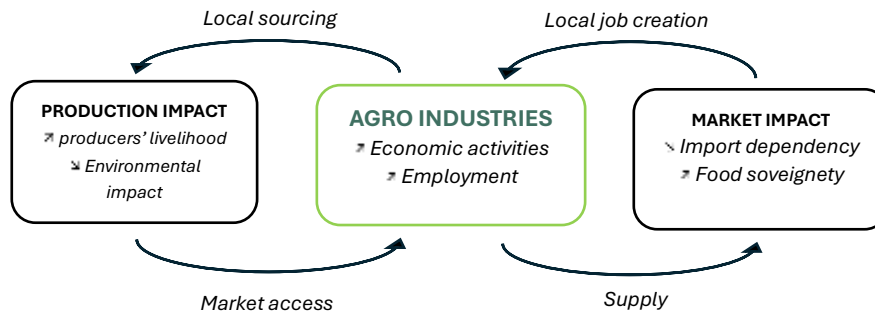 Local sourcing
Local job creation
PRODUCTION IMPACT
↗ producers' livelihood
↘ Environmental
impact
AGRO INDUSTRIES
↗ Economic activities
↗ Employment
MARKET IMPACT
↘ Import dependency
↗ Food soveignety
Market access
Supply